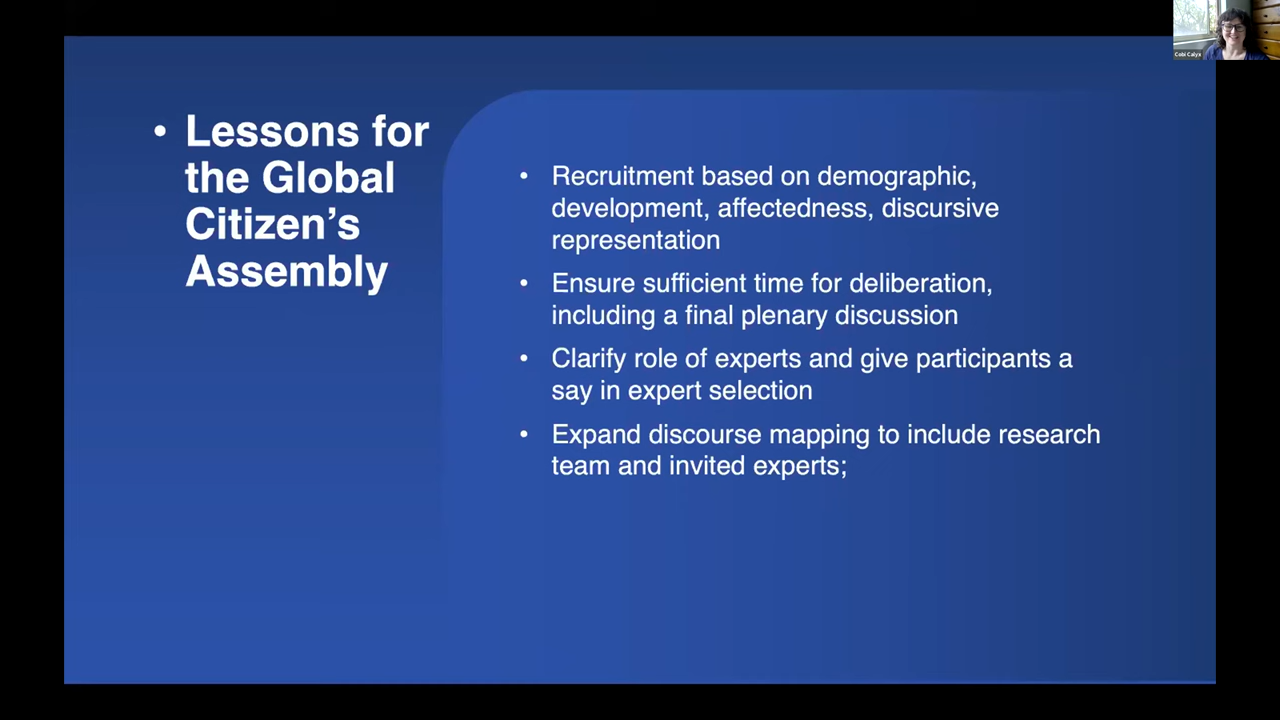 • Lessons for
the Global
Citizen’s
Assembly
• Recruitment based on demographic,
development, affectedness, discursive
representation
• Ensure sufficient time for deliberation,
including a final plenary discussion
• Clarify role of experts and give participants a
say in expert selection
• Expand discourse mapping to include research
team and invited experts;
Cobi Calyx